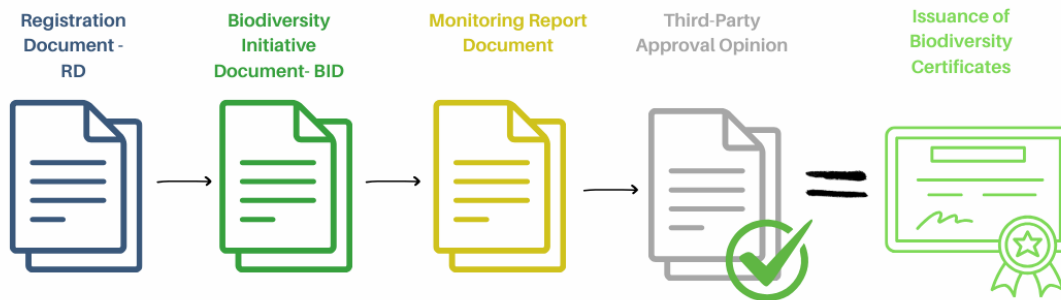 Registration
Document -
RD
Biodiversity
Initiative
Document- BID
Monitoring Report
Document
Third-Party
Approval Opinion
Issuance of
Biodiversity
Certificates